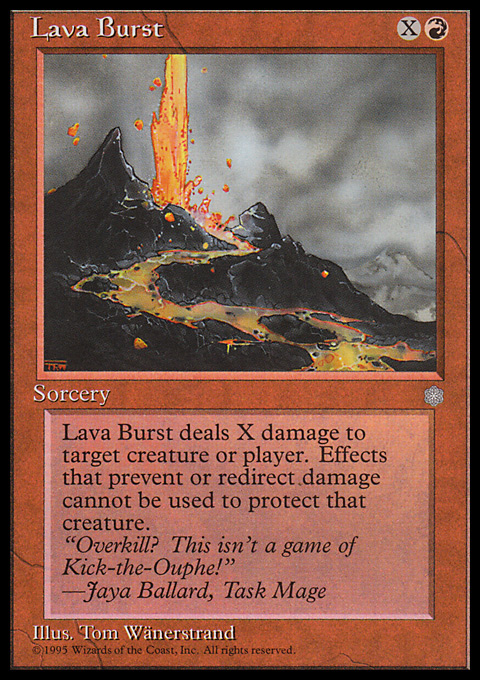 Lava Burst X
Sorcery
Lava Burst deals X damage to
target creature or player. Effects
that prevent or redirect damage
cannot be used to protect that
creature.
“Overkill? This isn’t a game of
Kick-the-Ouphe!”
—Jaya Ballard, Task Mage
Illus. Tom Wänerstrand
©1995 Wizards of the Coast, Inc. All rights reserved.